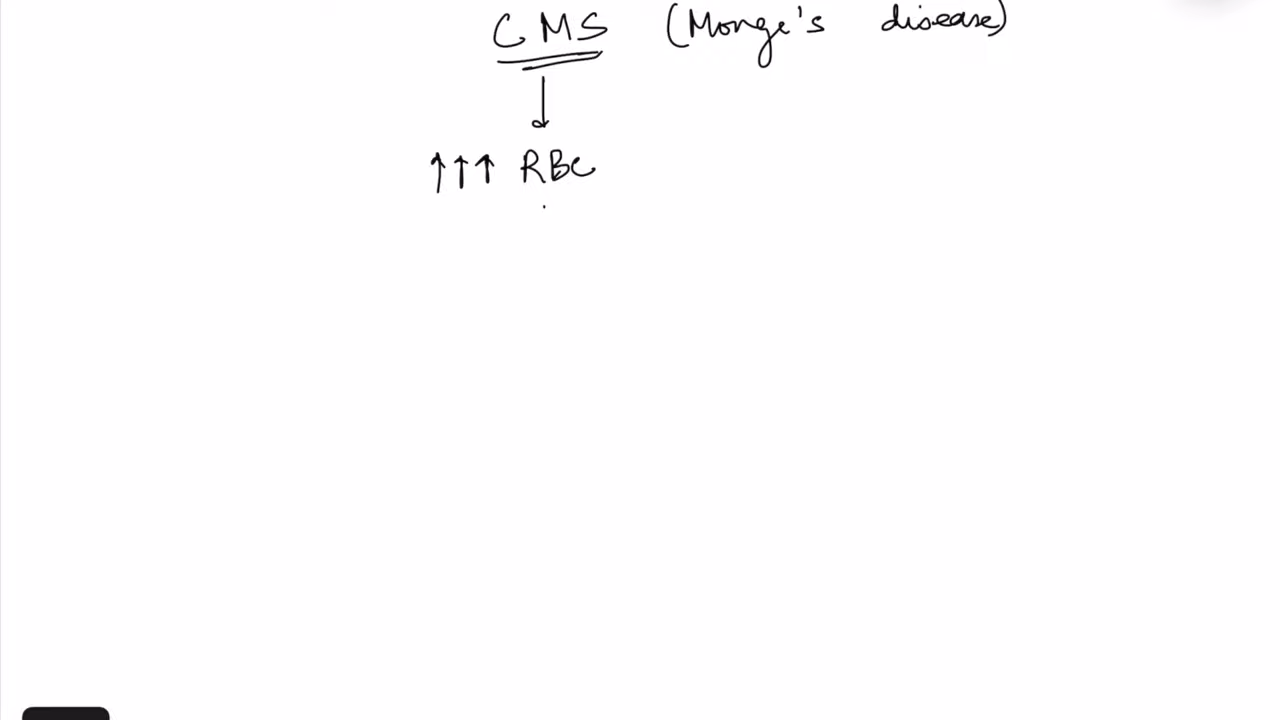 CMS (Monge's disease)
↓
↑↑↑ RBC